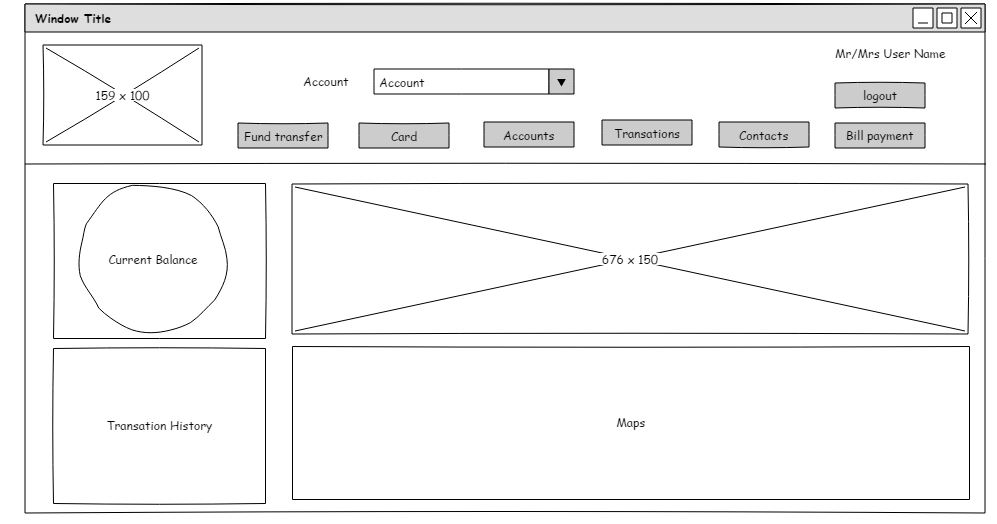 Window Title
Mr/Mrs User Name
159 x 100
Account
Account
logout
Fund transfer
Card
Accounts
Transations
Contacts
Bill payment
Current Balance
676 x 150
Transation History
Maps